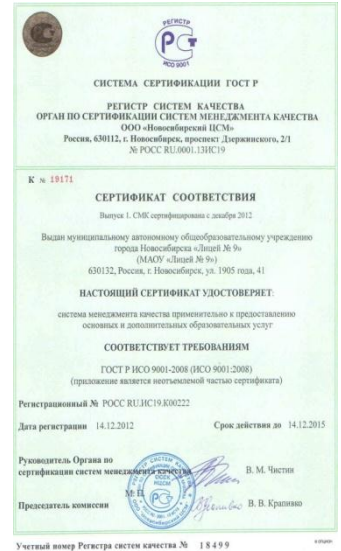 РЕГИСТР
ИСО 9001
СИСТЕМА СЕРТИФИКАЦИИ ГОСТ Р
РЕГИСТР СИСТЕМ КАЧЕСТВА
ОРГАН ПО СЕРТИФИКАЦИИ СИСТЕМ МЕНЕДЖМЕНТА КАЧЕСТВА
ООО «Новосибирский ЦСМ»
Россия, 630112, г. Новосибирск, проспект Дзержинского, 2/1
№ РОСС RU.0001.13ИС19
К № 19171
СЕРТИФИКАТ СООТВЕТСТВИЯ
Выпуск 1. СМК сертифицирована с декабря 2012
Выдан муниципальному автономному общеобразовательному учреждению
города Новосибирска «Лицей № 9»
(МАОУ «Лицей № 9»)
630132, Россия, г. Новосибирск, ул. 1905 года, 41
НАСТОЯЩИЙ СЕРТИФИКАТ УДОСТОВЕРЯЕТ:
система менеджмента качества применительно к предоставлению
основных и дополнительных образовательных услуг
СООТВЕТСТВУЕТ ТРЕБОВАНИЯМ
ГОСТ Р ИСО 9001-2008 (ИСО 9001:2008)
(приложение является неотъемлемой частью сертификата)
Регистрационный № РОСС RU.ИС19.К00222
Дата регистрации 14.12.2012 Срок действия до 14.12.2015
Руководитель Органа по
сертификации систем менеджмента качества В. М. Чистин
М. П.
Председатель комиссии В. В. Крапивко
Учетный номер Регистра систем качества № 18499